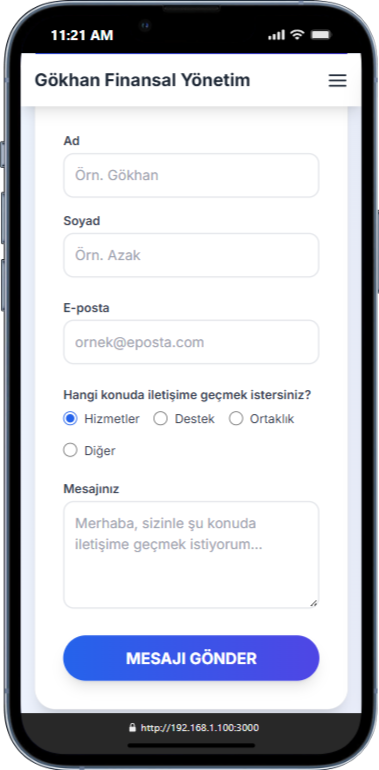 11:21 AM
Gökhan Finansal Yönetim
Ad
Örn. Gökhan
Soyad
Örn. Azak
E-posta
ornek@eposta.com
Hangi konuda iletişime geçmek istersiniz?
Hizmetler Destek Ortaklık
Diğer
Mesajınız
Merhaba, sizinle şu konuda
iletişime geçmek istiyorum...
MESAJI GÖNDER
http://192.168.1.100:3000